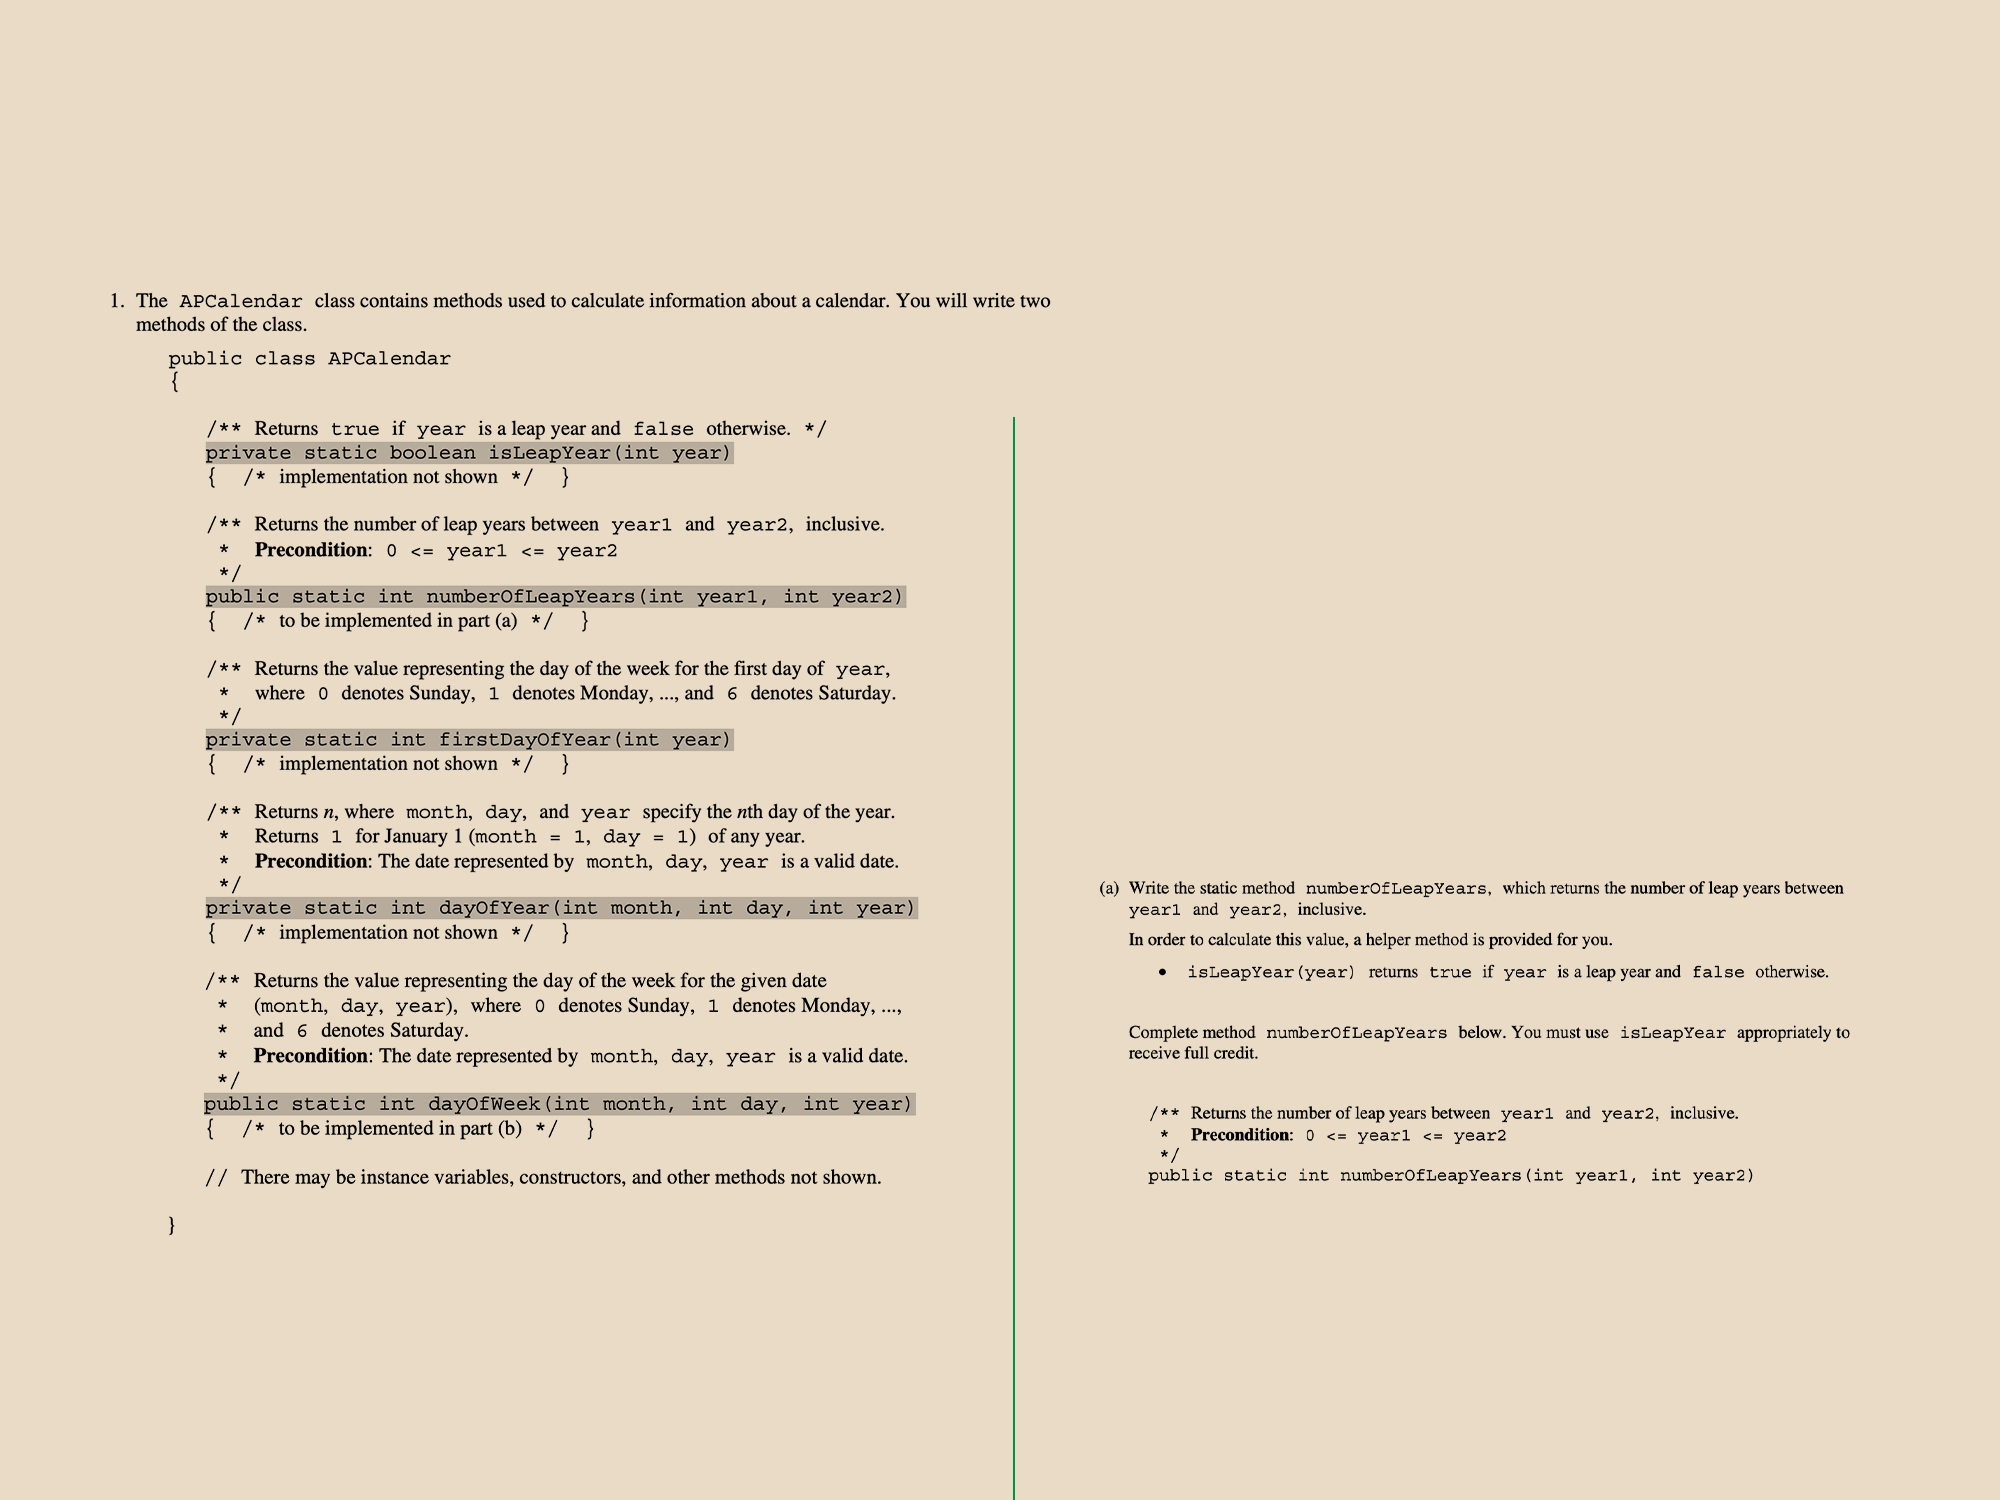 1. The APCalendar class contains methods used to calculate information about a calendar. You will write two
methods of the class.
public class APCalendar
{
/** Returns true if year is a leap year and false otherwise. */
private static boolean isLeapYear(int year)
{ /* implementation not shown */ }
/** Returns the number of leap years between year1 and year2, inclusive.
* Precondition: 0 <= year1 <= year2
*/
public static int numberOfLeapYears(int year1, int year2)
{ /* to be implemented in part (a) */ }
/** Returns the value representing the day of the week for the first day of year,
* where 0 denotes Sunday, 1 denotes Monday, ..., and 6 denotes Saturday.
*/
private static int firstDayOfYear(int year)
{ /* implementation not shown */ }
/** Returns n, where month, day, and year specify the nth day of the year.
* Returns 1 for January 1 (month = 1, day = 1) of any year.
* Precondition: The date represented by month, day, year is a valid date.
*/
private static int dayOfYear(int month, int day, int year)
{ /* implementation not shown */ }
/** Returns the value representing the day of the week for the given date
* (month, day, year), where 0 denotes Sunday, 1 denotes Monday, ...,
* and 6 denotes Saturday.
* Precondition: The date represented by month, day, year is a valid date.
*/
public static int dayOfWeek(int month, int day, int year)
{ /* to be implemented in part (b) */ }
// There may be instance variables, constructors, and other methods not shown.
}
(a) Write the static method numberOfLeapYears, which returns the number of leap years between
year1 and year2, inclusive.
In order to calculate this value, a helper method is provided for you.
• isLeapYear(year) returns true if year is a leap year and false otherwise.
Complete method numberOfLeapYears below. You must use isLeapYear appropriately to
receive full credit.
/** Returns the number of leap years between year1 and year2, inclusive.
* Precondition: 0 <= year1 <= year2
*/
public static int numberOfLeapYears(int year1, int year2)